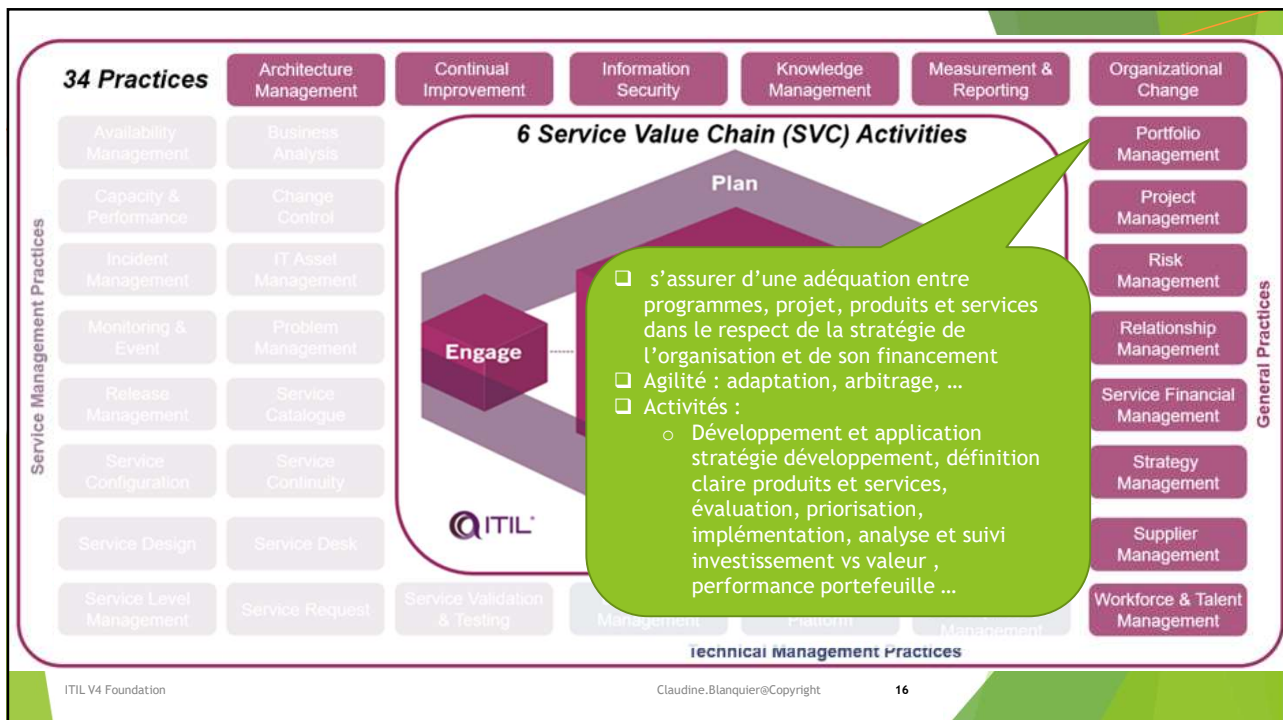 34 Practices
Architecture
Management
Continual
Improvement
Information
Security
Knowledge
Management
Measurement &
Reporting
Organizational
Change
Availability
Management
Business
Analysis
6 Service Value Chain (SVC) Activities
Portfolio
Management
Capacity &
Performance
Change
Control
Plan
Project
Management
Incident
Management
IT Asset
Management
Risk
Management
Monitoring &
Event
Problem
Management
Engage
Relationship
Management
Release
Management
Service
Catalogue
Service Financial
Management
Service
Configuration
Service
Continuity
Strategy
Management
Service Design
Service Desk
ITIL
Supplier
Management
Service Level
Management
Service Request
Service Validation
& Testing
Management
Platform
Management
Workforce & Talent
Management
Service Management Practices
General Practices
Technical Management Practices
❑ s’assurer d’une adéquation entre
programmes, projet, produits et services
dans le respect de la stratégie de
l’organisation et de son financement
❑ Agilité : adaptation, arbitrage, …
❑ Activités :
o Développement et application
stratégie développement, définition
claire produits et services,
évaluation, priorisation,
implémentation, analyse et suivi
investissement vs valeur ,
performance portefeuille …
ITIL V4 Foundation
Claudine.Blanquier@Copyright
16